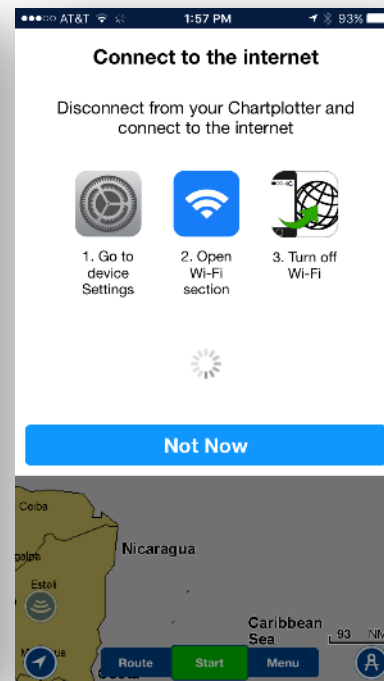 AT&T 1:57 PM 93%
Connect to the internet
Disconnect from your Chartplotter and
connect to the internet
1. Go to
device
Settings
2. Open
Wi-Fi
section
3. Turn off
Wi-Fi
Not Now
Ceiba
Nicaragua
Esteli
Caribbean
Sea
93 NM
Route Start Menu